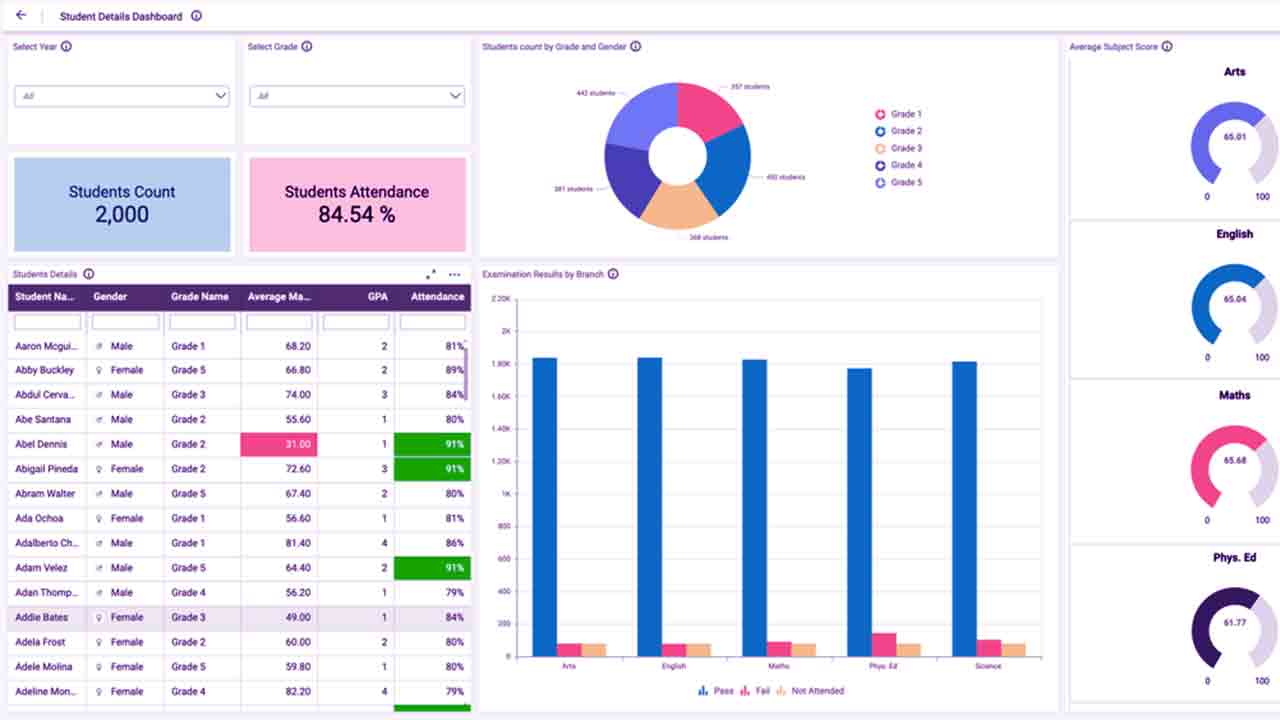 Student Details Dashboard
Select Year
All
Select Grade
All
Students Count
2,000
Students Attendance
84.54 %
Students count by Grade and Gender
357 students
442 students
381 students
368 students
Grade 1
Grade 2
Grade 3
Grade 4
Grade 5
Students Details
Student Na... Gender Grade Name Average Ma... GPA Attendance
Aaron Mcgui... Male Grade 1 68.20 2 81%
Abby Buckley Female Grade 5 66.80 2 89%
Abdul Cerva... Male Grade 3 74.00 3 84%
Abe Santana Male Grade 2 55.60 1 80%
Abel Dennis Male Grade 2 31.00 1 91%
Abigail Pineda Female Grade 2 72.60 3 91%
Abram Walter Male Grade 5 67.40 2 80%
Ada Ochoa Female Grade 1 56.60 1 81%
Adalberto Ch... Male Grade 1 81.40 4 86%
Adam Velez Male Grade 5 64.40 2 91%
Adan Thomp... Male Grade 4 56.20 1 79%
Addie Bates Female Grade 3 49.00 1 84%
Adela Frost Female Grade 2 60.00 2 80%
Adele Molina Female Grade 5 59.80 1 80%
Adeline Mon... Female Grade 4 82.20 4 79%
Examination Results by Branch
2.20K
2K
1.80K
1.60K
1.40K
1.20K
1K
800
600
400
200
0
Arts English Maths Phys. Ed Science
Pass Fail Not Attended
Average Subject Score
Arts
65.01
0 100
English
65.04
0 100
Maths
65.68
0 100
Phys. Ed
61.77
0 100